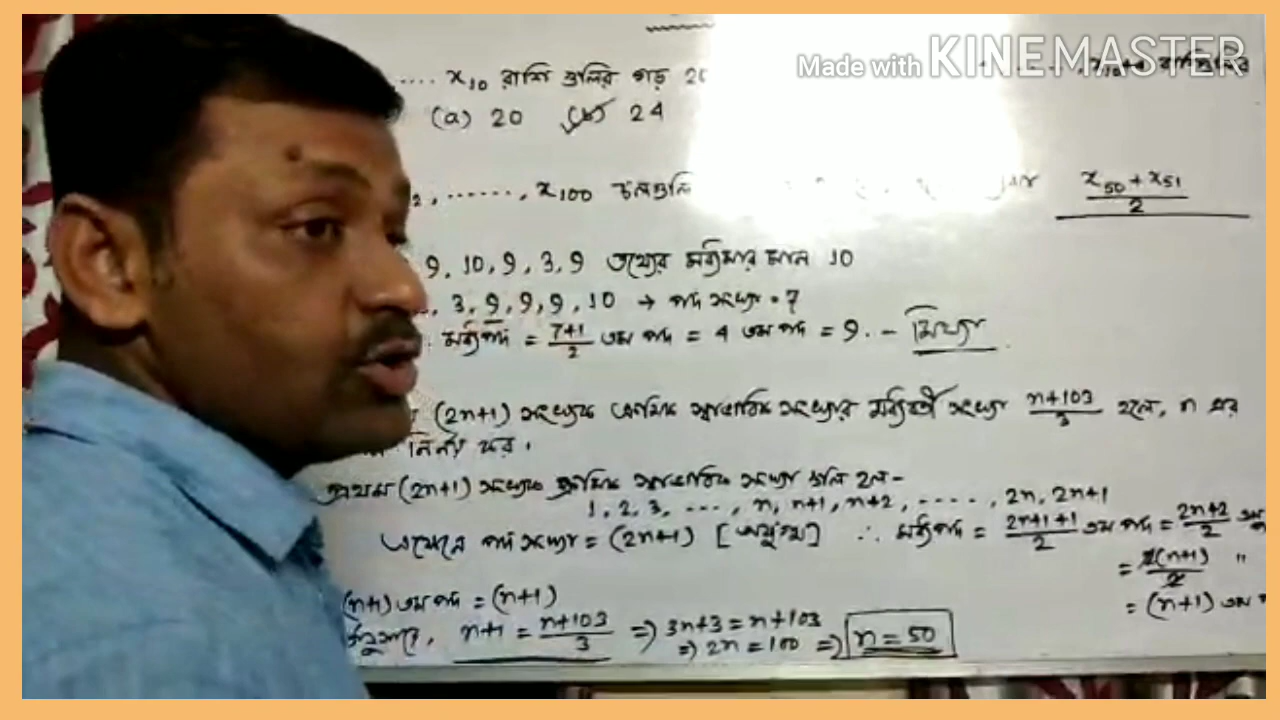 Made with KINEMASTER
.... x₁₀ রাশি গুলির গড় 20
(a) 20 (b) 24
₂, ......., x₁₀₀ চলগুলি (x₅₀ + x₅₁)/2
9, 10, 9, 3, 9 তথ্যের মধ্যমার মান 10
3, 9, 9, 9, 10 → পদ সংখ্যা = 7
মধ্যপদ = (7+1)/2 তম পদ = 4 তম পদ = 9. – মিথ্যা
(2n+1) সংখ্যক ক্রমিক স্বাভাবিক সংখ্যার মধ্যবর্তী সংখ্যা (n+103)/3 হলে, n এর
নির্ণয় কর।
প্রথম (2n+1) সংখ্যক ক্রমিক স্বাভাবিক সংখ্যা গুলি হল–
1, 2, 3, ..., n, n+1, n+2, ....., 2n, 2n+1
এখানে পদ সংখ্যা = (2n+1) [অযুগ্ম] ∴ মধ্যপদ = (2n+1+1)/2 তম পদ = (2n+2)/2 তম
= 2(n+1)/2 "
(n+1) তম পদ = (n+1) = (n+1) তম
n+1 = (n+103)/3 ⇒ 3n+3 = n+103
⇒ 2n = 100 ⇒ n = 50